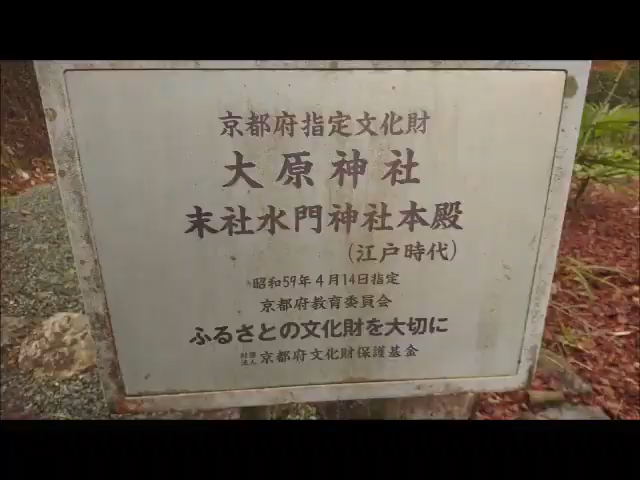 京都府指定文化財
大原神社
末社水門神社本殿
(江戸時代)
昭和59年4月14日指定
京都府教育委員会
ふるさとの文化財を大切に
財団法人 京都府文化財保護基金